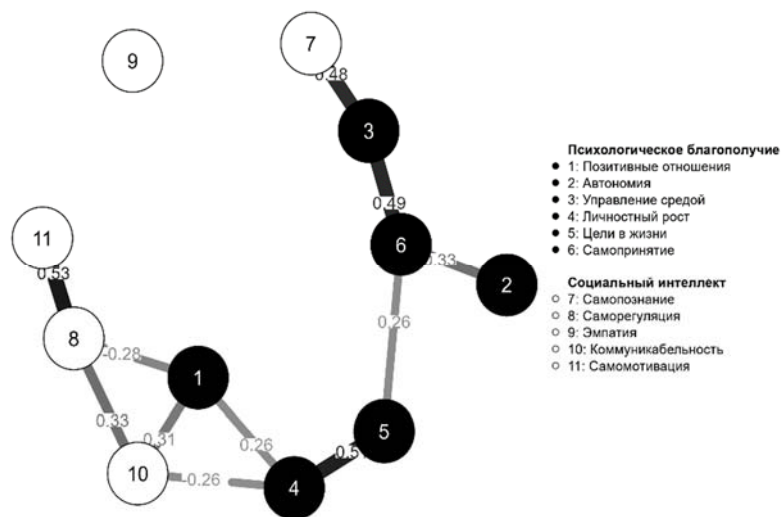 9
7
0.48
3
0.49
11
6
0.33
2
0.53
0.26
8
-0.28
1
0.33
0.31
0.26
5
0.5
10
-0.26
4
Психологическое благополучие
1: Позитивные отношения
2: Автономия
3: Управление средой
4: Личностный рост
5: Цели в жизни
6: Самопринятие
Социальный интеллект
7: Самопознание
8: Саморегуляция
9: Эмпатия
10: Коммуникабельность
11: Самомотивация